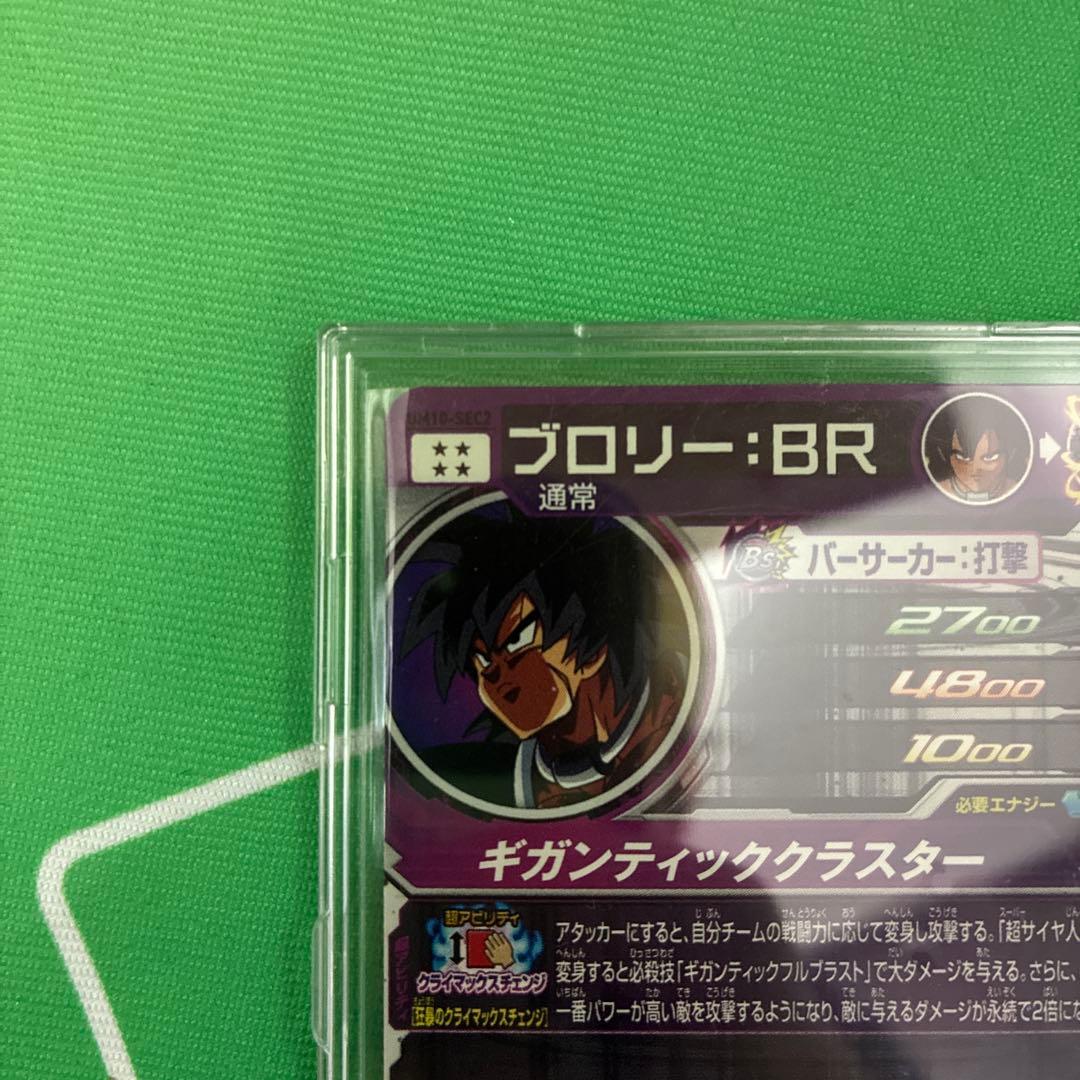 UM10-SEC2
ブロリー:BR
通常
Bs バーサーカー:打撃
2700
4800
1000
必要エナジー
ギガンティッククラスター
超アビリティ
クライマックスチェンジ
[狂暴のクライマックスチェンジ]
超アビリティ
アタッカーにすると、自分チームの戦闘力に応じて変身し攻撃する。「超サイヤ人
変身すると必殺技「ギガンティックフルブラスト」で大ダメージを与える。さらに、
一番パワーが高い敵を攻撃するようになり、敵に与えるダメージが永続で2倍にな